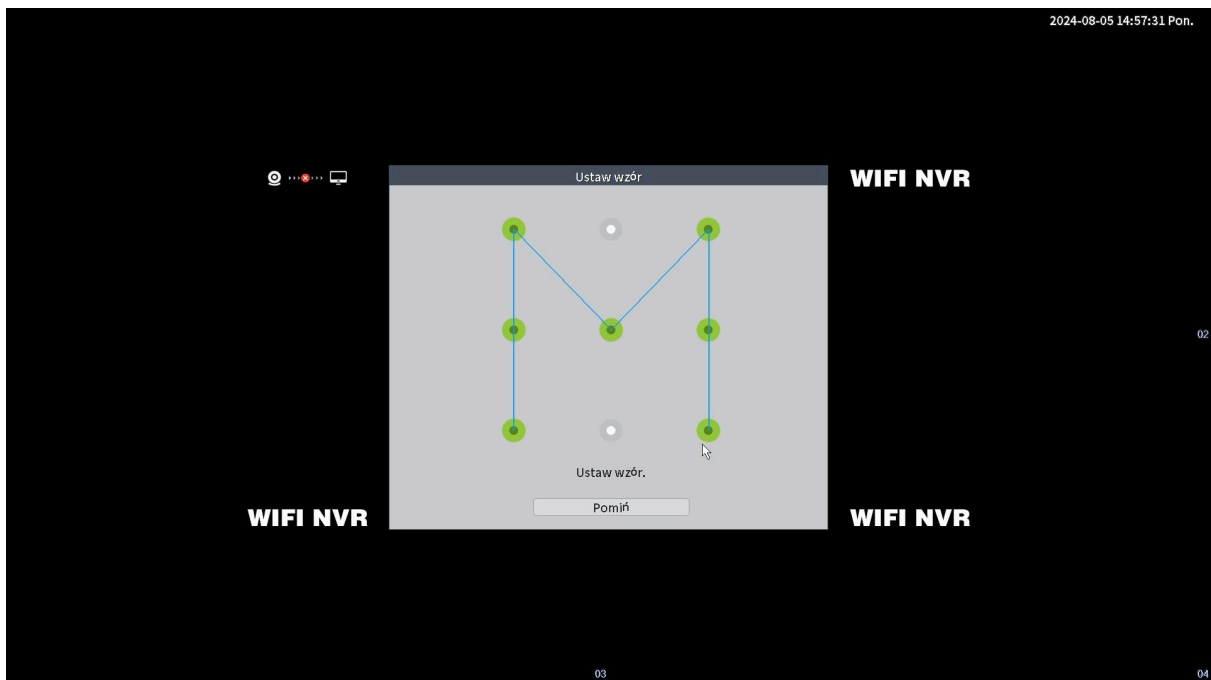 2024-08-05 14:57:31 Pon.
Ustaw wzór
WIFI NVR
02
Ustaw wzór.
Pomiń
WIFI NVR
WIFI NVR
03
04